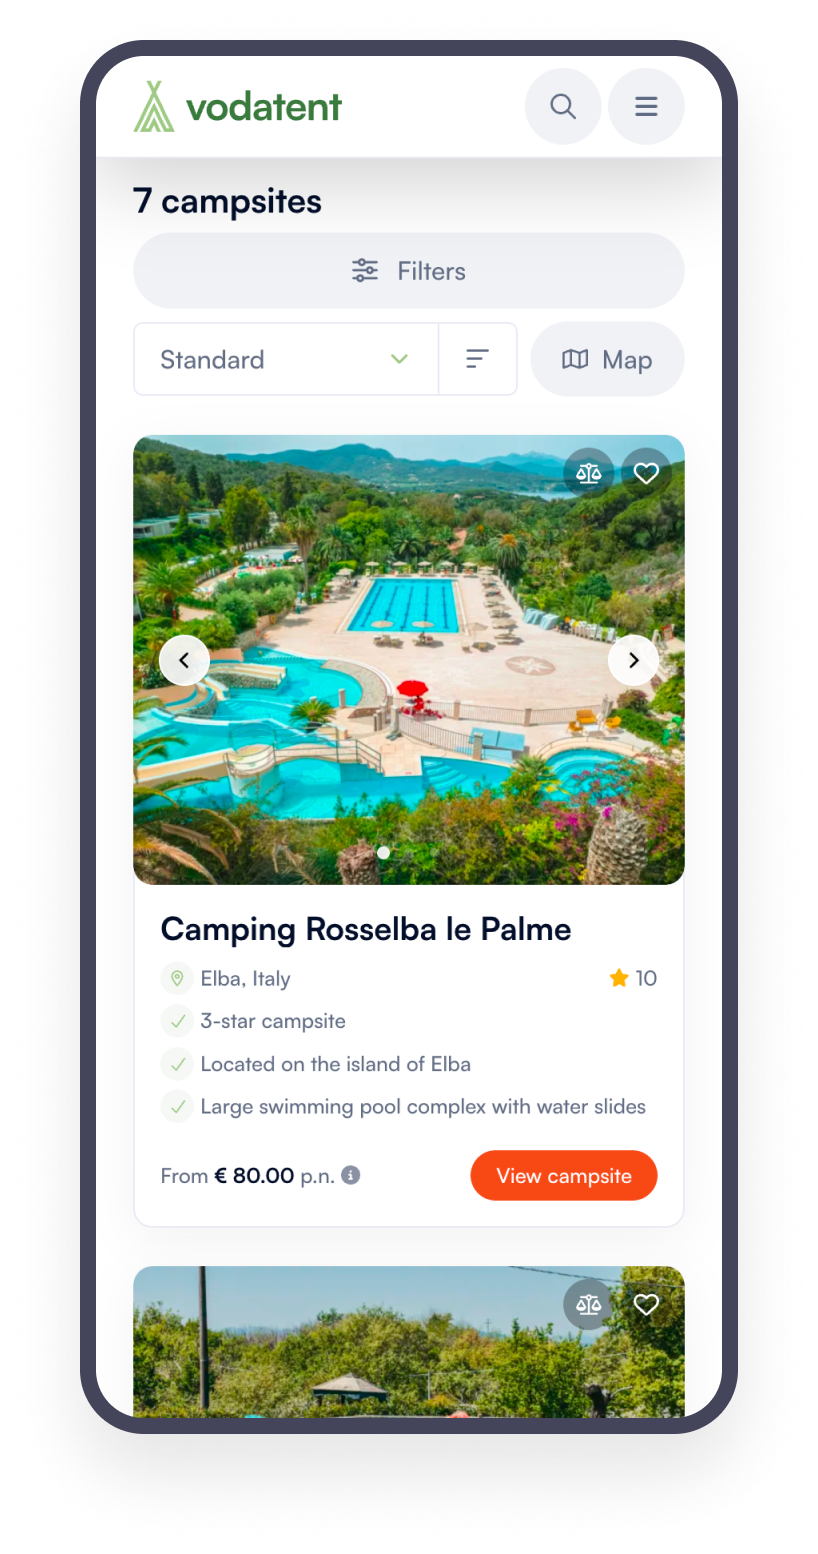 vodatent
7 campsites
Filters
Standard
Map
Camping Rosselba le Palme
Elba, Italy
10
3-star campsite
Located on the island of Elba
Large swimming pool complex with water slides
From € 80.00 p.n.
View campsite